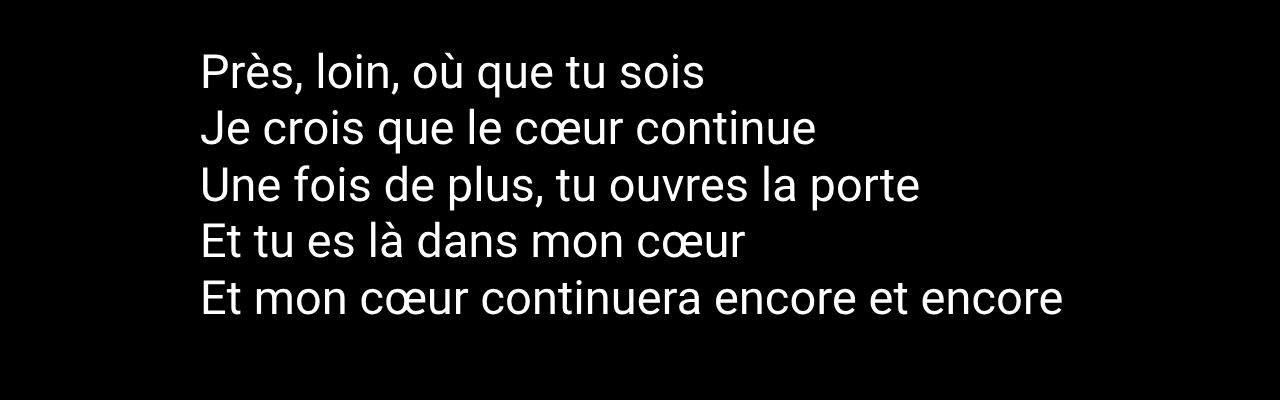 Près, loin, où que tu sois
Je crois que le cœur continue
Une fois de plus, tu ouvres la porte
Et tu es là dans mon cœur
Et mon cœur continuera encore et encore